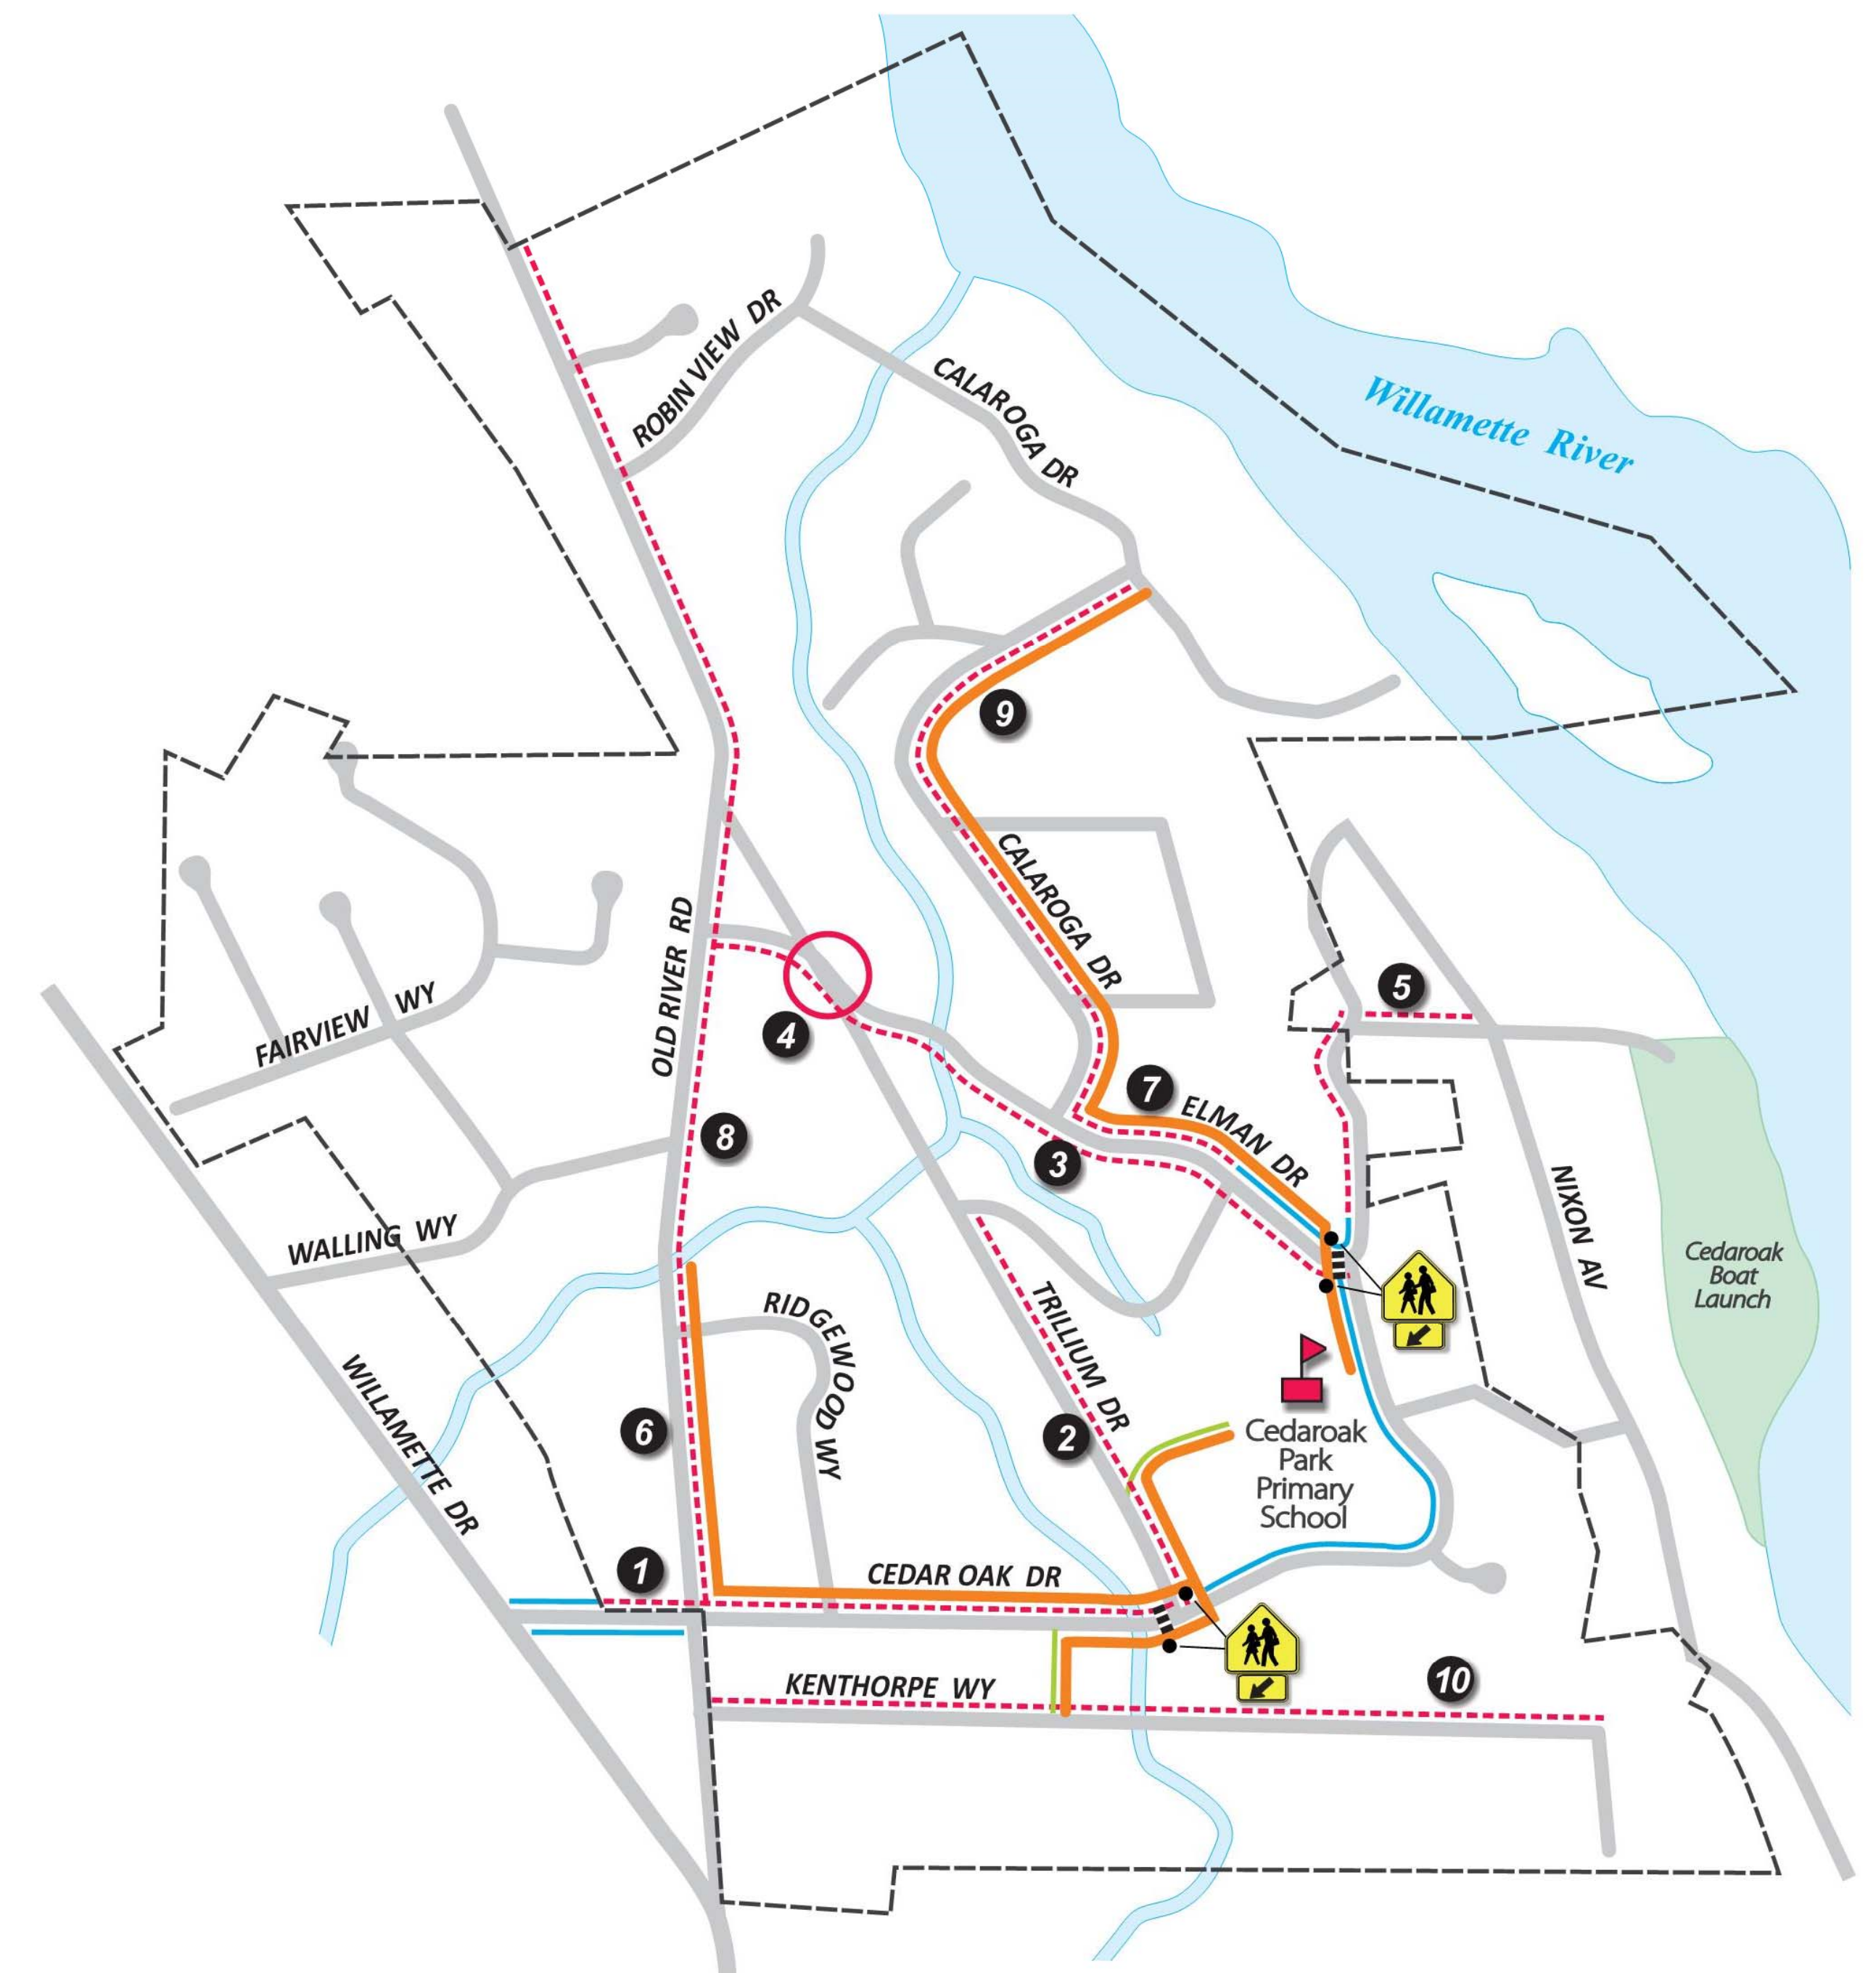 Willamette River
ROBIN VIEW DR
CALAROGA DR
9
CALAROGA DR
OLD RIVER RD
5
FAIRVIEW WY
4
7
ELMAN DR
8
3
NIXON AV
WALLING WY
Cedaroak
Boat
Launch
RIDGEWOOD WY
TRILLIUM DR
WILLAMETTE DR
6
2
Cedaroak
Park
Primary
School
1
CEDAR OAK DR
KENTHORPE WY
10